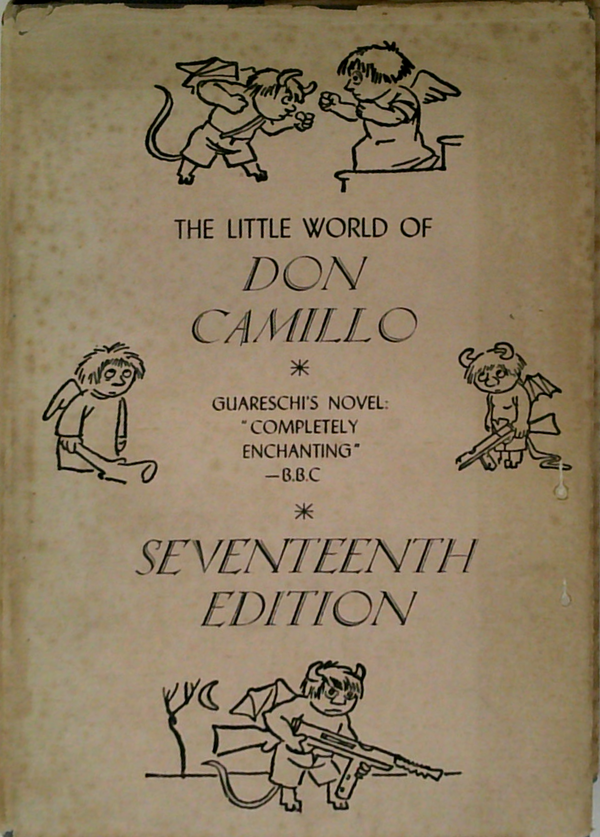 THE LITTLE WORLD OF
DON
CAMILLO
*
GUARESCHI'S NOVEL:
"COMPLETELY
ENCHANTING"
—B.B.C
*
SEVENTEENTH
EDITION